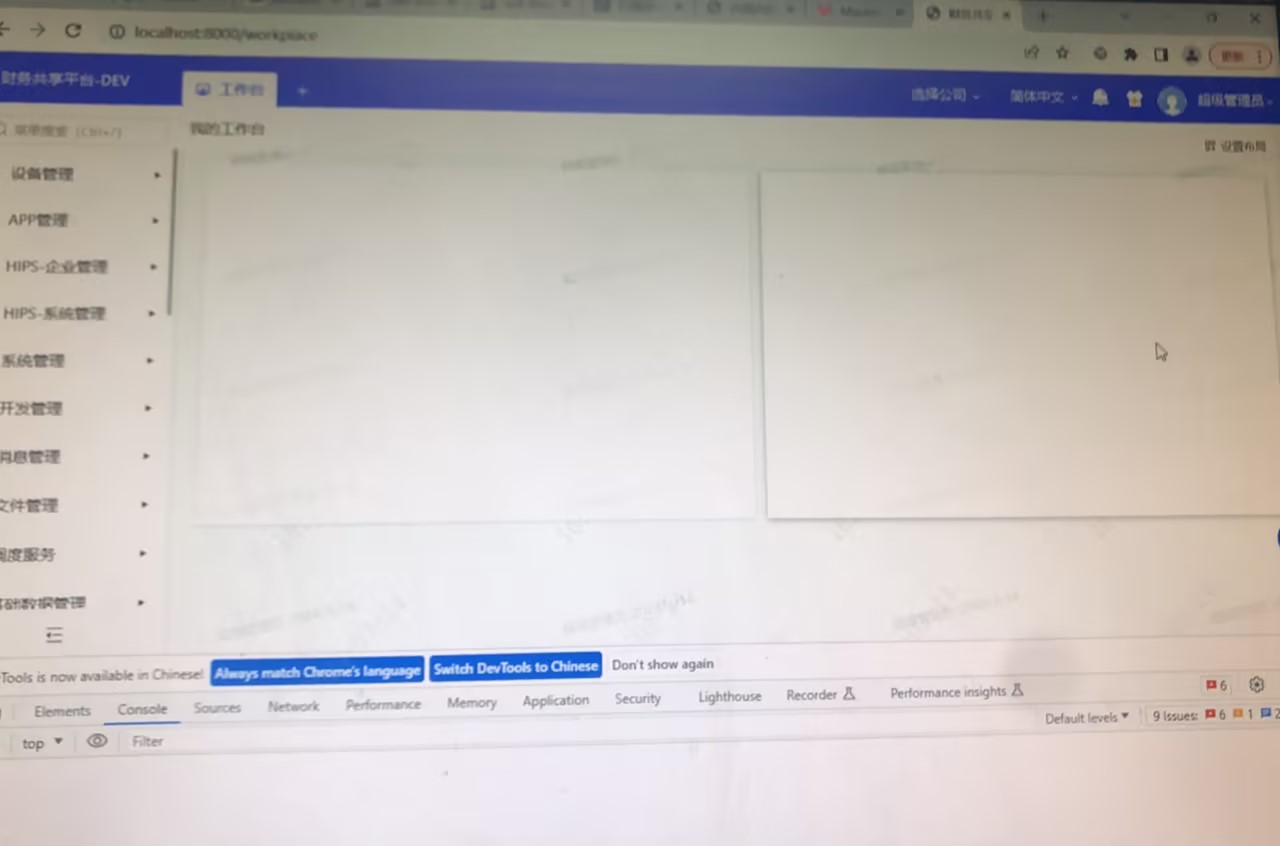 localhost:8000/workplace
更新
财务共享平台-DEV
工作台
选择公司
简体中文
超级管理员
菜单搜索 (Ctrl+/)
我的工作台
设置布局
设备管理
APP管理
HIPS-企业管理
HIPS-系统管理
系统管理
开发管理
消息管理
文件管理
调度服务
基础数据管理
Tools is now available in Chinese!
Always match Chrome's language
Switch DevTools to Chinese
Don't show again
Elements
Console
Sources
Network
Performance
Memory
Application
Security
Lighthouse
Recorder
Performance insights
6
top
Filter
Default levels
9 Issues:
6
1
2